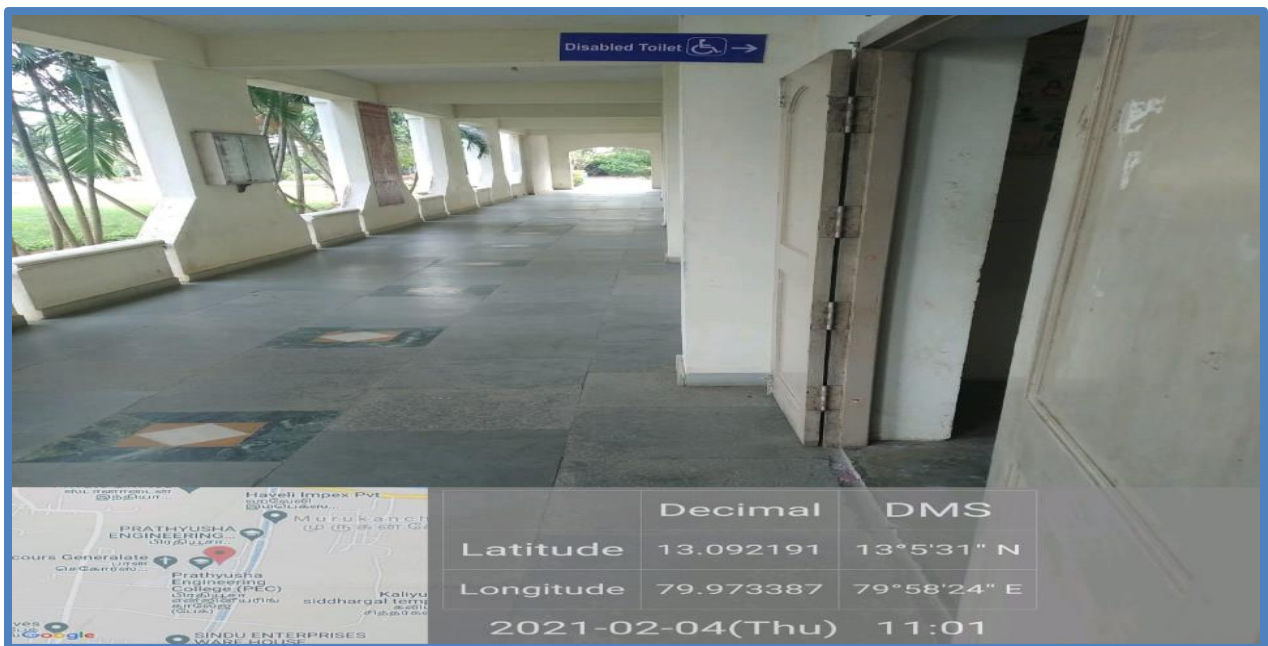 Disabled Toilet
Haveli Impex Pvt
PRATHYUSHA
ENGINEERING...
cours Generalate
Prathyusha
Engineering
College (PEC)
Kaliyu
siddhargal temp
ves
Google
SINDU ENTERPRISES
WARE HOUSE...
Decimal DMS
Latitude 13.092191 13°5'31" N
Longitude 79.973387 79°58'24" E
2021-02-04(Thu) 11:01